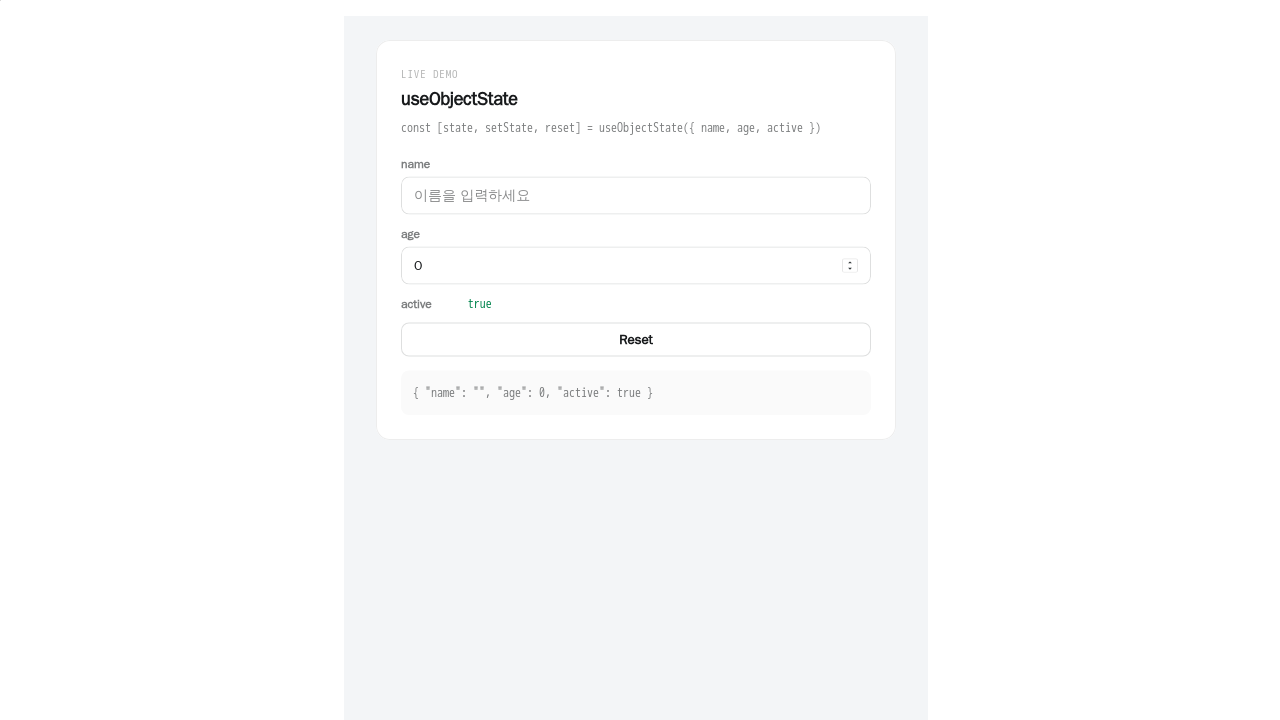 LIVE DEMO
useObjectState
const [state, setState, reset] = useObjectState({ name, age, active })
name
이름을 입력하세요
age
0
active true
Reset
{ "name": "", "age": 0, "active": true }